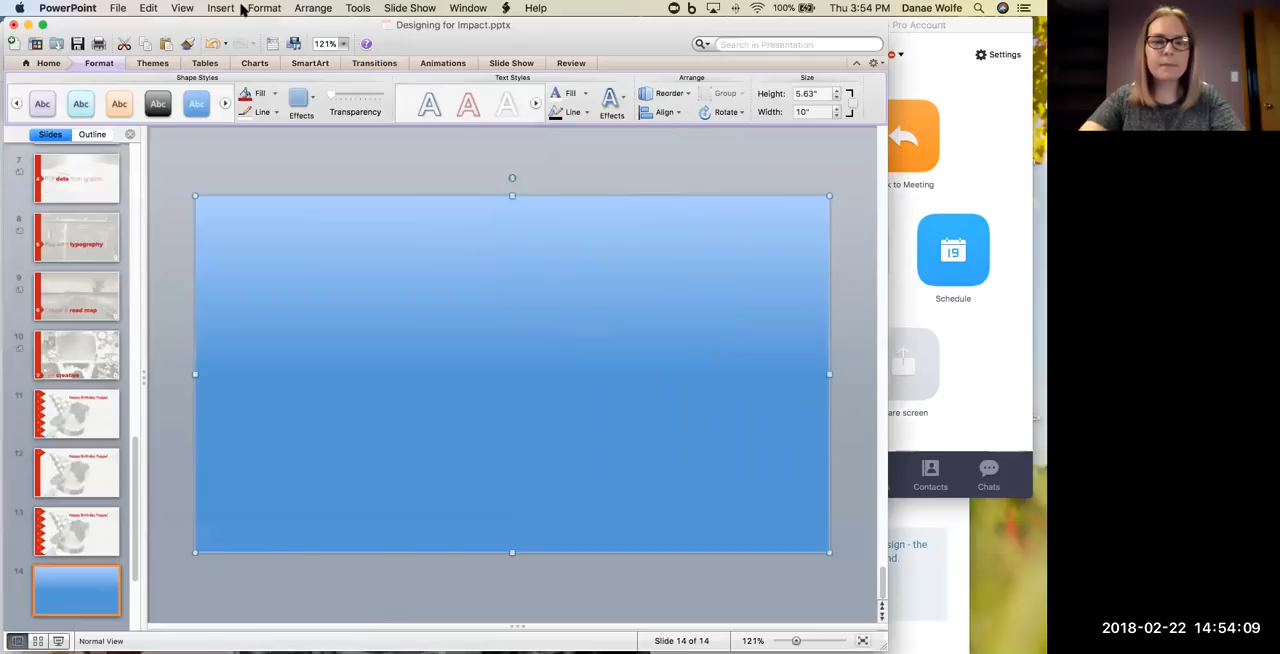 PowerPoint File Edit View Insert Format Arrange Tools Slide Show Window Help 100% Thu 3:54 PM Danae Wolfe
Designing for Impact.pptx
Pro Account
121%
Search in Presentation
Home Format Themes Tables Charts SmartArt Transitions Animations Slide Show Review
Settings
Shape Styles Text Styles Arrange Size
Abc Abc Abc Abc Abc
Fill
Line
Effects
Transparency
A A A
Fill
Line
A
Effects
Reorder Group
Align Rotate
Height: 5.63"
Width: 10"
Slides Outline
7
data
8
typography
9
road map
10
creative
11
Happy Birthday
12
Happy Birthday
13
Happy Birthday
14
k to Meeting
19
Schedule
are screen
Contacts Chats
sign - the
nd.
Normal View
Slide 14 of 14
121%
2018-02-22 14:54:09